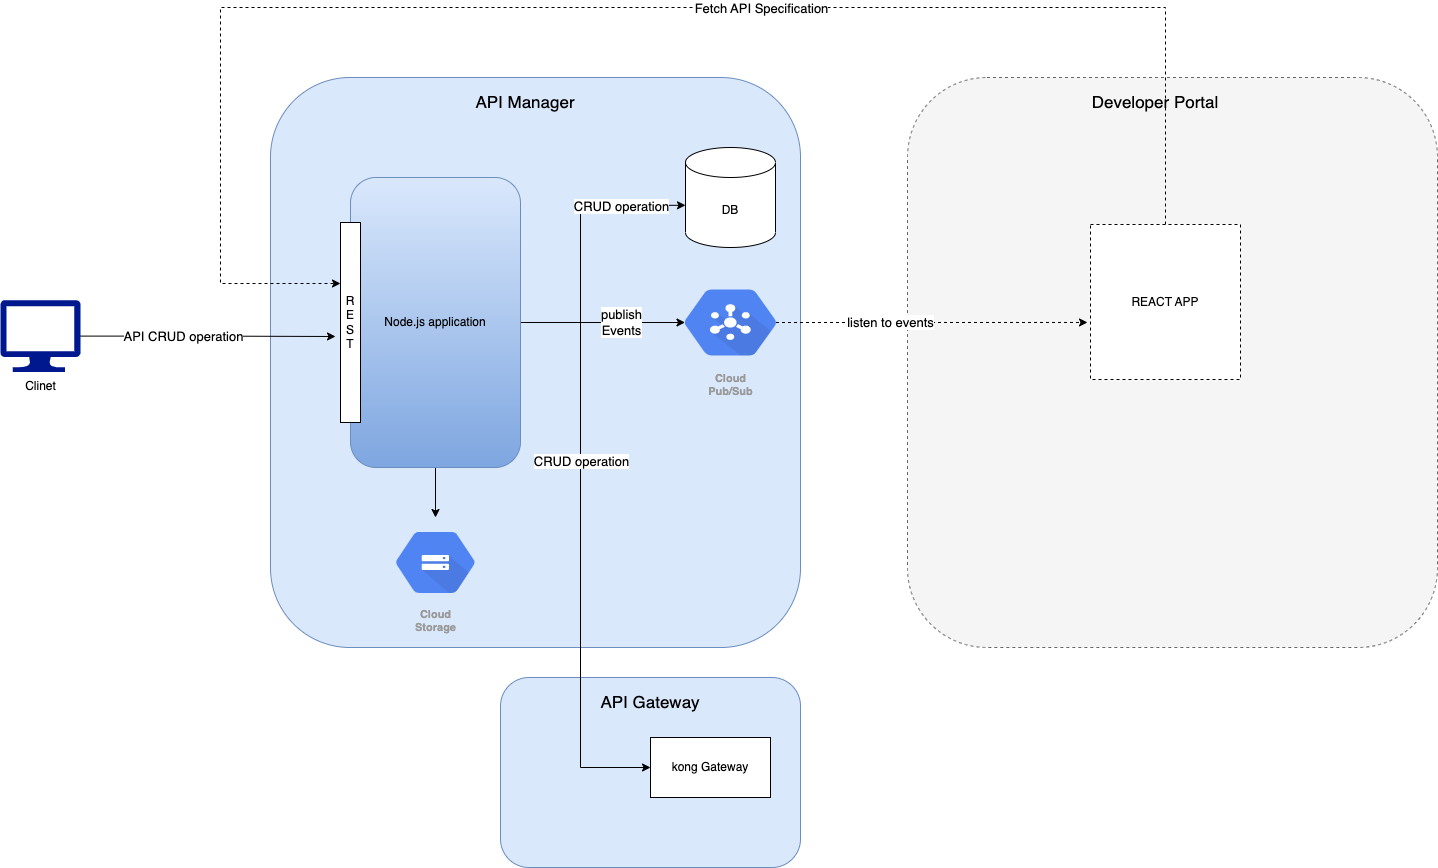 Fetch API Specification
API Manager
Developer Portal
CRUD operation
DB
R
E
S
T
Node.js application
publish
Events
listen to events
REACT APP
API CRUD operation
Clinet
Cloud
Pub/Sub
CRUD operation
Cloud
Storage
API Gateway
kong Gateway